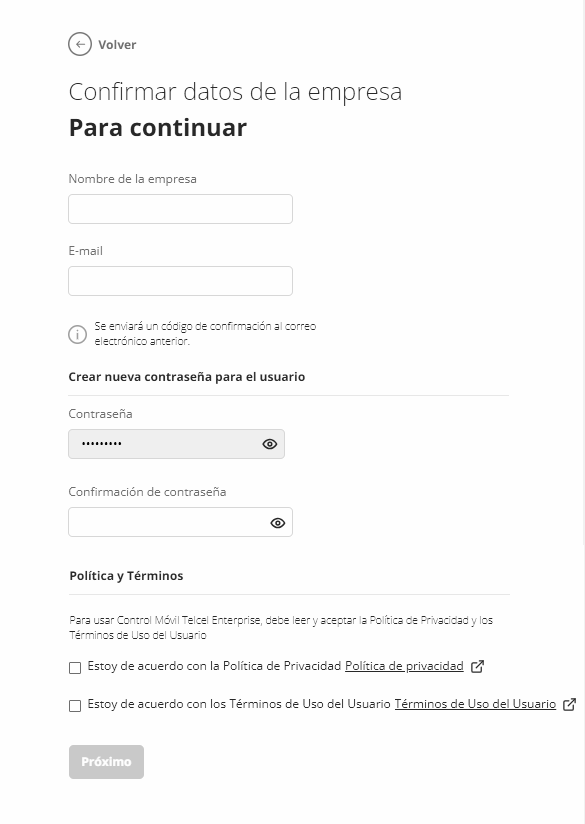 Volver
Confirmar datos de la empresa
Para continuar
Nombre de la empresa
E-mail
Se enviará un código de confirmación al correo
electrónico anterior.
Crear nueva contraseña para el usuario
Contraseña
•••••••••
Confirmación de contraseña
Política y Términos
Para usar Control Móvil Telcel Enterprise, debe leer y aceptar la Política de Privacidad y los
Términos de Uso del Usuario
Estoy de acuerdo con la Política de Privacidad Política de privacidad
Estoy de acuerdo con los Términos de Uso del Usuario Términos de Uso del Usuario
Próximo